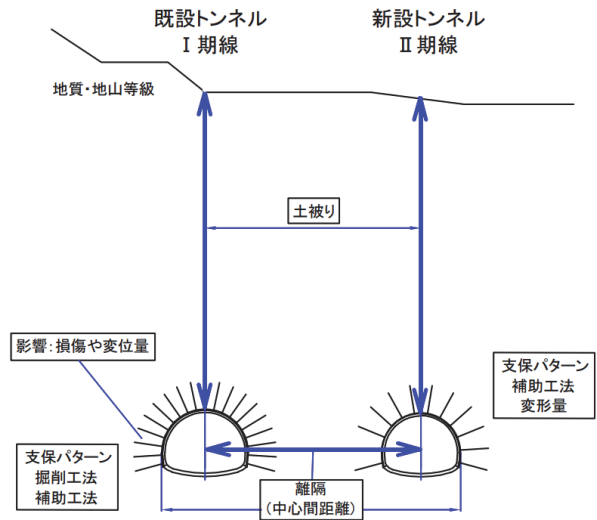 既設トンネル
Ⅰ期線
新設トンネル
Ⅱ期線
地質・地山等級
土被り
影響：損傷や変位量
支保パターン
補助工法
変形量
支保パターン
掘削工法
補助工法
離隔
(中心間距離)